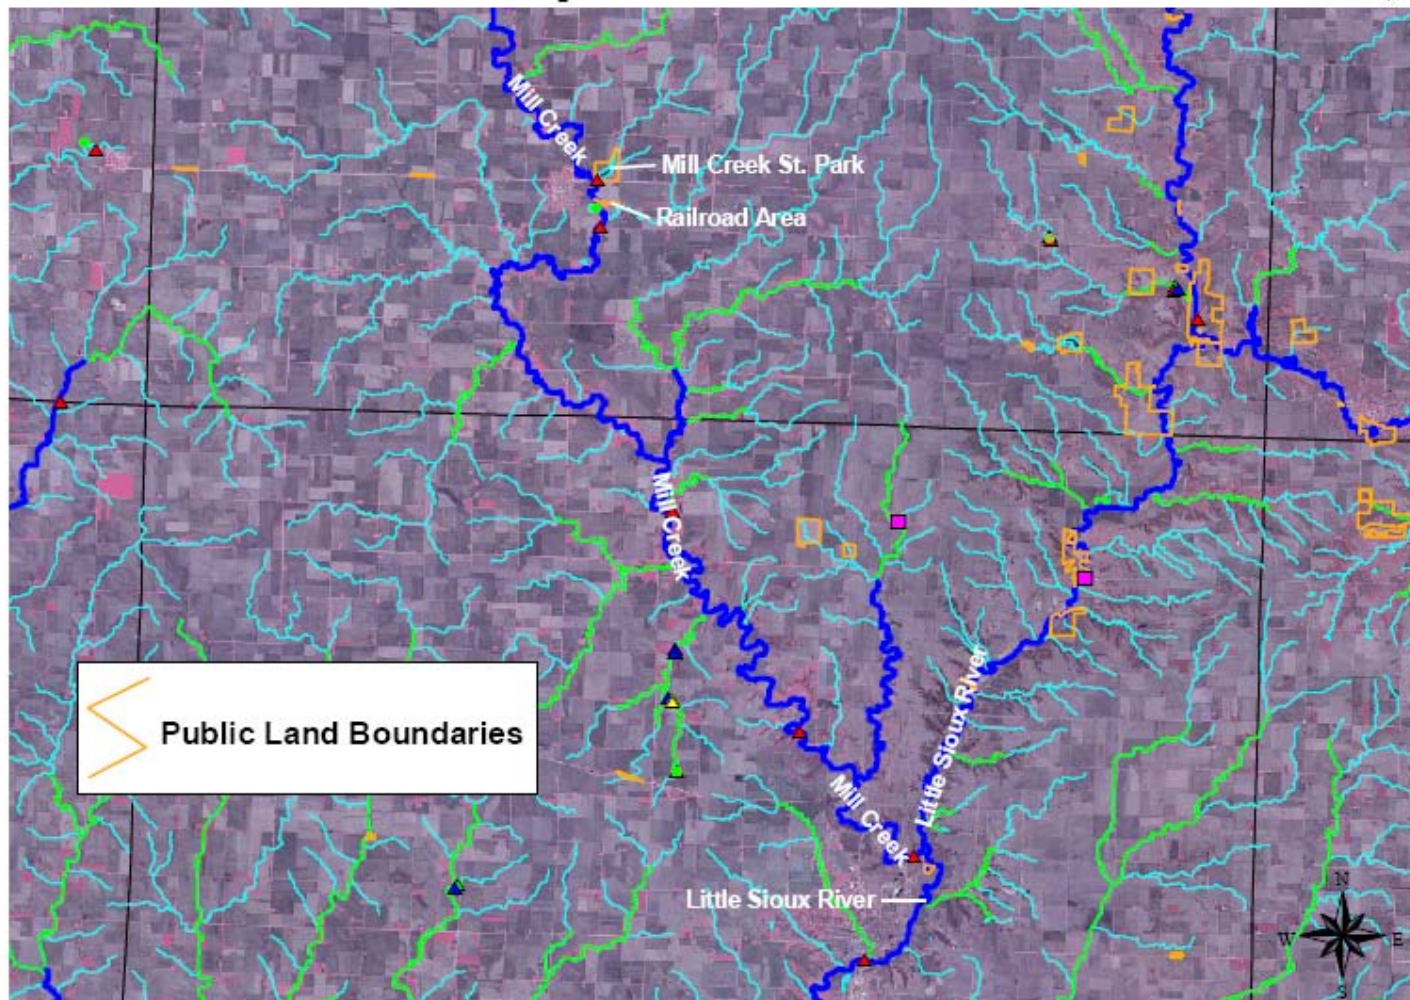 Mill Creek
Mill Creek St. Park
Railroad Area
Mill Creek
Little Sioux River
Public Land Boundaries
Mill Creek
Little Sioux River
N
W
E
S